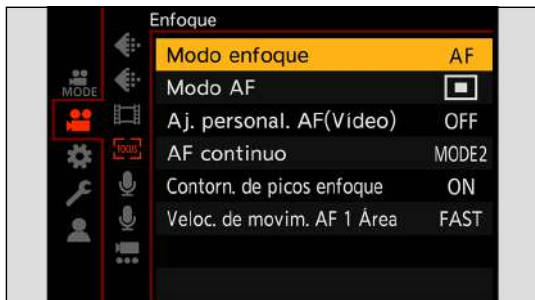 Enfoque
Modo enfoque AF
MODE Modo AF
Aj. personal. AF(Vídeo) OFF
FOCUS AF continuo MODE2
Contorn. de picos enfoque ON
Veloc. de movim. AF 1 Área FAST